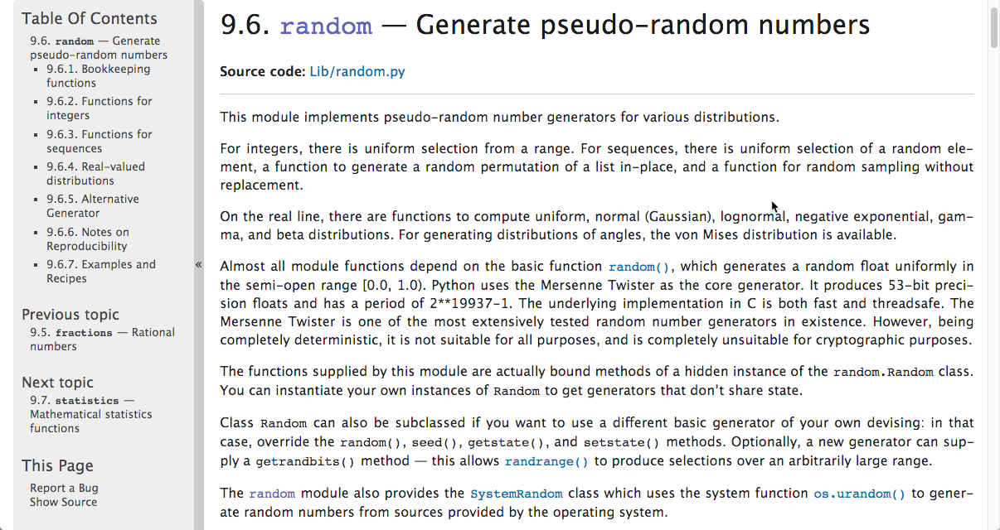 Table Of Contents
9.6. random — Generate
pseudo-random numbers
▪ 9.6.1. Bookkeeping
functions
▪ 9.6.2. Functions for
integers
▪ 9.6.3. Functions for
sequences
▪ 9.6.4. Real-valued
distributions
▪ 9.6.5. Alternative
Generator
▪ 9.6.6. Notes on
Reproducibility
▪ 9.6.7. Examples and
Recipes
Previous topic
9.5. fractions — Rational
numbers
Next topic
9.7. statistics —
Mathematical statistics
functions
This Page
Report a Bug
Show Source
«
9.6. random — Generate pseudo-random numbers
Source code: Lib/random.py
This module implements pseudo-random number generators for various distributions.
For integers, there is uniform selection from a range. For sequences, there is uniform selection of a random ele-
ment, a function to generate a random permutation of a list in-place, and a function for random sampling without
replacement.
On the real line, there are functions to compute uniform, normal (Gaussian), lognormal, negative exponential, gam-
ma, and beta distributions. For generating distributions of angles, the von Mises distribution is available.
Almost all module functions depend on the basic function random(), which generates a random float uniformly in
the semi-open range [0.0, 1.0). Python uses the Mersenne Twister as the core generator. It produces 53-bit preci-
sion floats and has a period of 2**19937-1. The underlying implementation in C is both fast and threadsafe. The
Mersenne Twister is one of the most extensively tested random number generators in existence. However, being
completely deterministic, it is not suitable for all purposes, and is completely unsuitable for cryptographic purposes.
The functions supplied by this module are actually bound methods of a hidden instance of the random.Random class.
You can instantiate your own instances of Random to get generators that don't share state.
Class Random can also be subclassed if you want to use a different basic generator of your own devising: in that
case, override the random(), seed(), getstate(), and setstate() methods. Optionally, a new generator can sup-
ply a getrandbits() method — this allows randrange() to produce selections over an arbitrarily large range.
The random module also provides the SystemRandom class which uses the system function os.urandom() to gener-
ate random numbers from sources provided by the operating system.